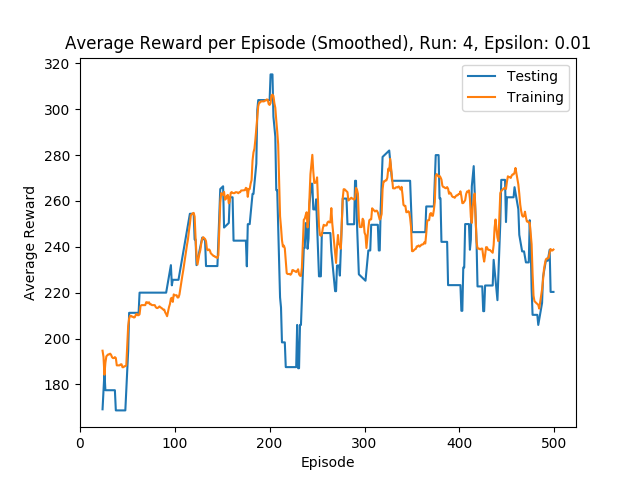 Average Reward per Episode (Smoothed), Run: 4, Epsilon: 0.01
Testing
Training
Average Reward
320
300
280
260
240
220
200
180
0 100 200 300 400 500
Episode